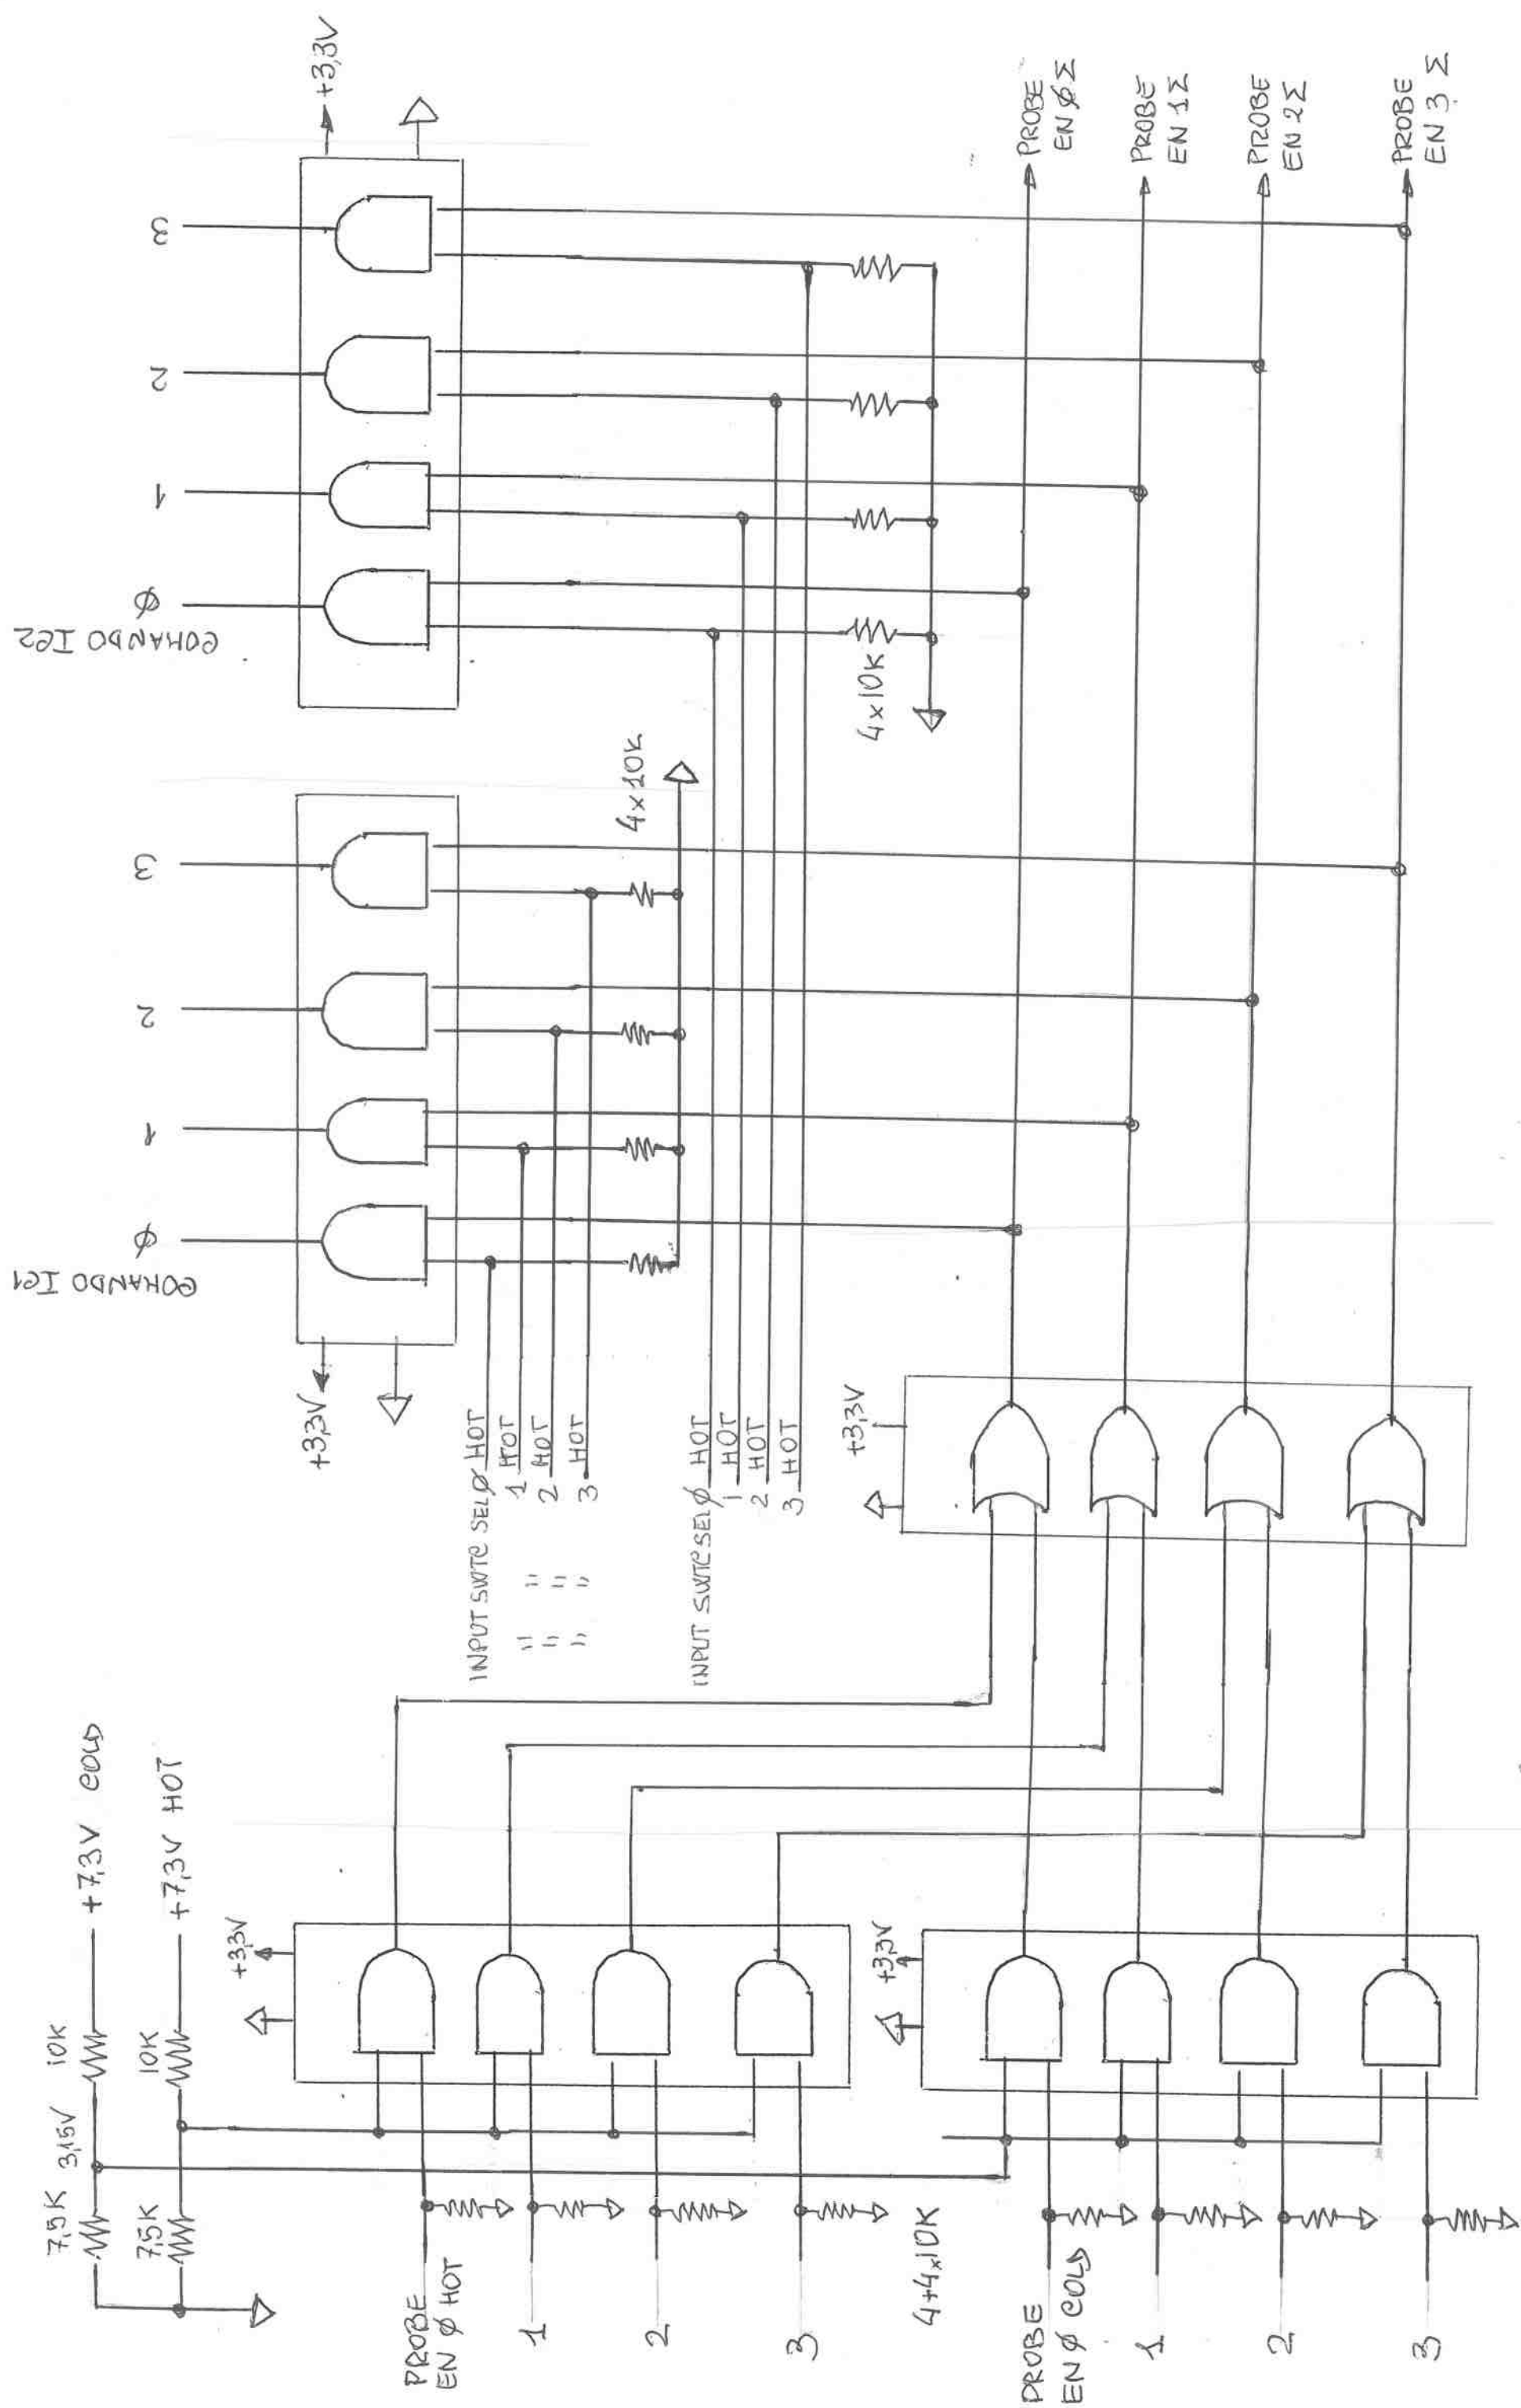 +7,3V COLD
+7,3V HOT
10K
10K
3,15V
7,5K
7,5K
+3,3V
+3,3V
PROBE
EN Ø HOT
1
2
3
4+4x10K
PROBE
EN Ø COLD
1
2
3
COMANDO IC1
Ø
1
2
3
+3,3V
4x10K
INPUT SWTC SELØ HOT
" " 1 HOT
" " 2 HOT
" " 3 HOT
COMANDO IC2
Ø
1
2
3
+3,3V
4x10K
INPUT SWTC SELØ HOT
1 HOT
2 HOT
3 HOT
+3,3V
PROBE
EN Ø Σ
PROBE
EN 1 Σ
PROBE
EN 2 Σ
PROBE
EN 3 Σ